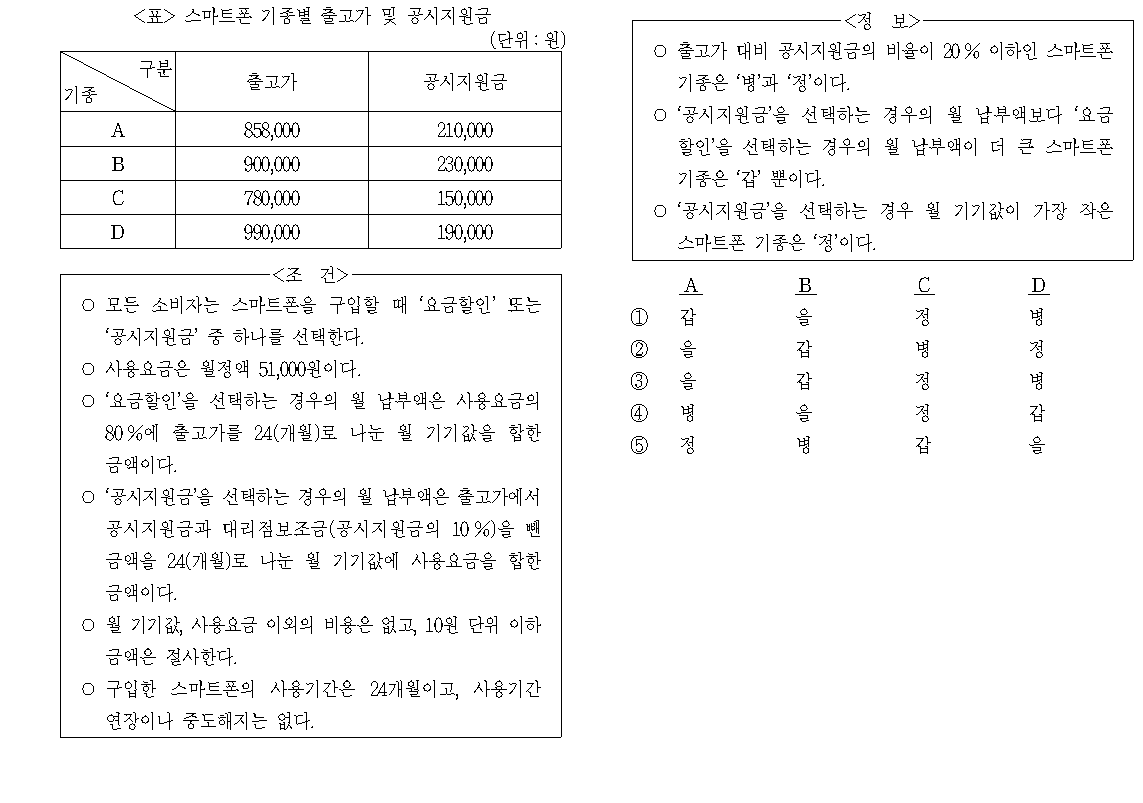 <표> 스마트폰 기종별 출고가 및 공시지원금
(단위 : 원)
구분
기종
출고가
공시지원금
A 858,000 210,000
B 900,000 230,000
C 780,000 150,000
D 990,000 190,000
<조 건>
○ 모든 소비자는 스마트폰을 구입할 때 ‘요금할인’ 또는
‘공시지원금’ 중 하나를 선택한다.
○ 사용요금은 월정액 51,000원이다.
○ ‘요금할인’을 선택하는 경우의 월 납부액은 사용요금의
80 %에 출고가를 24(개월)로 나눈 월 기기값을 합한
금액이다.
○ ‘공시지원금’을 선택하는 경우의 월 납부액은 출고가에서
공시지원금과 대리점보조금(공시지원금의 10 %)을 뺀
금액을 24(개월)로 나눈 월 기기값에 사용요금을 합한
금액이다.
○ 월 기기값, 사용요금 이외의 비용은 없고, 10원 단위 이하
금액은 절사한다.
○ 구입한 스마트폰의 사용기간은 24개월이고, 사용기간
연장이나 중도해지는 없다.
<정 보>
○ 출고가 대비 공시지원금의 비율이 20 % 이하인 스마트폰
기종은 ‘병’과 ‘정’이다.
○ ‘공시지원금’을 선택하는 경우의 월 납부액보다 ‘요금
할인’을 선택하는 경우의 월 납부액이 더 큰 스마트폰
기종은 ‘갑’ 뿐이다.
○ ‘공시지원금’을 선택하는 경우 월 기기값이 가장 작은
스마트폰 기종은 ‘정’이다.
A B C D
① 갑 을 정 병
② 을 갑 병 정
③ 을 갑 정 병
④ 병 을 정 갑
⑤ 정 병 갑 을